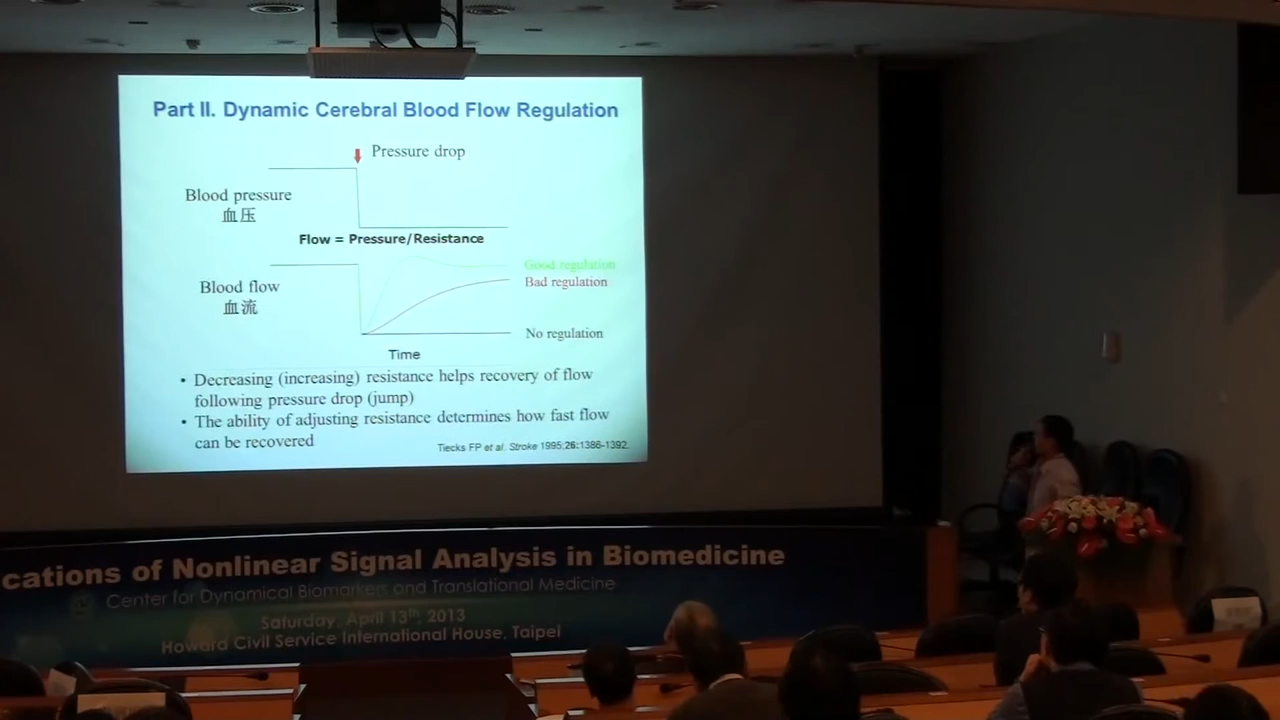 Part II. Dynamic Cerebral Blood Flow Regulation
Pressure drop
Blood pressure
血压
Flow = Pressure/Resistance
Good regulation
Bad regulation
Blood flow
血流
No regulation
Time
• Decreasing (increasing) resistance helps recovery of flow
following pressure drop (jump)
• The ability of adjusting resistance determines how fast flow
can be recovered
Tiecks FP et al. Stroke 1995;26:1386-1392.
cations of Nonlinear Signal Analysis in Biomedicine
Center for Dynamical Biomarkers and Translational Medicine
Saturday, April 13th, 2013
Howard Civil Service International House, Taipei